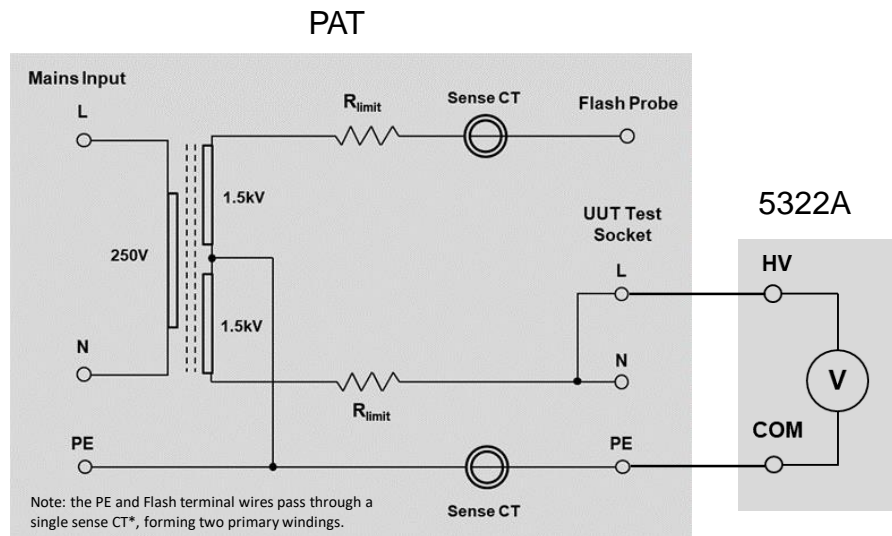 PAT
Mains Input
L
R limit
Sense CT
Flash Probe
1.5kV
UUT Test
Socket
5322A
250V
L
HV
1.5kV
N
N
V
R limit
COM
PE
PE
Sense CT
Note: the PE and Flash terminal wires pass through a
single sense CT*, forming two primary windings.